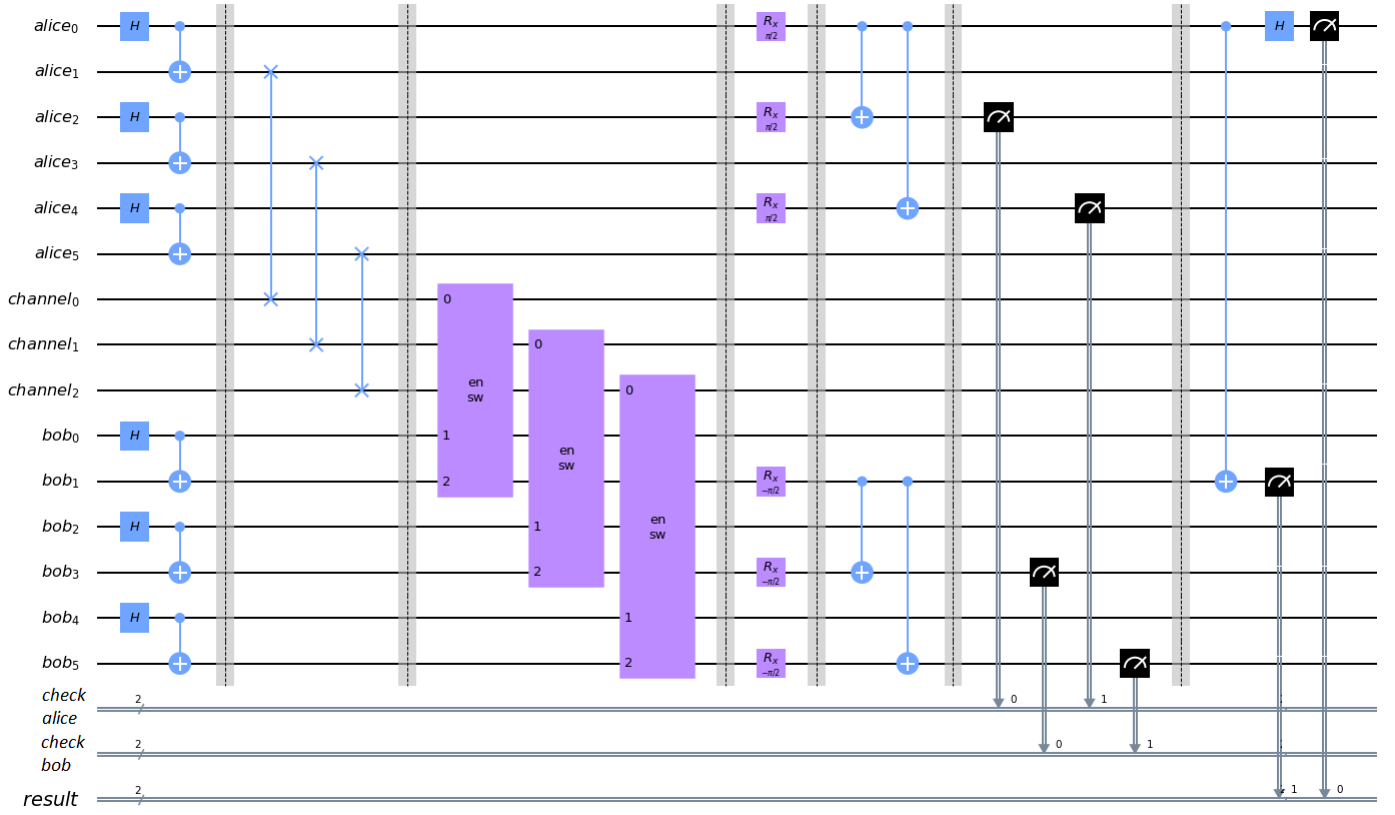 alice0 H Rx π/2 H
alice1
alice2 H Rx π/2
alice3
alice4 H Rx π/2
alice5
channel0 0
channel1 0
channel2 0
en
sw
bob0 H 1
en
sw
bob1 2 Rx −π/2
bob2 H 1
en
sw
bob3 2 Rx −π/2
bob4 H 1
bob5 2 Rx −π/2
check
alice
2 0 1
check
bob
2 0 1
result 2 1 0